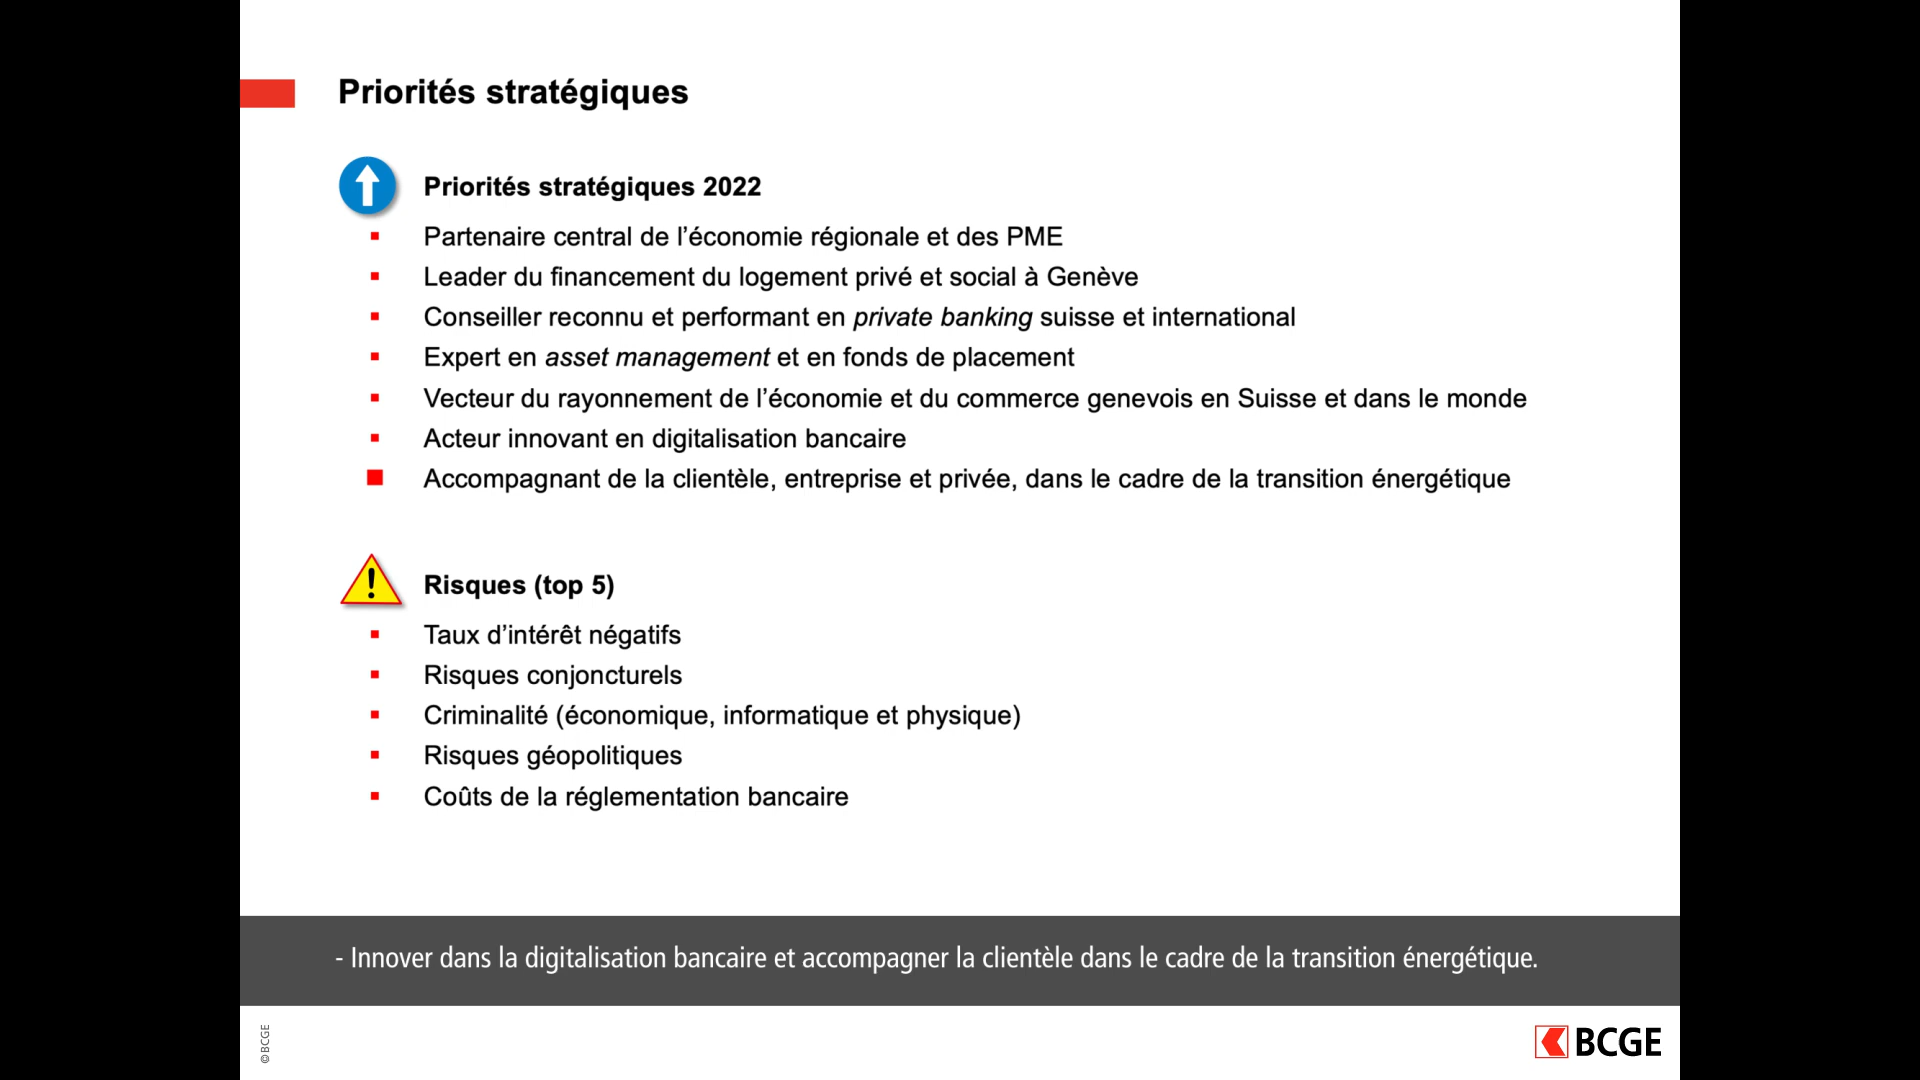 Priorités stratégiques
Priorités stratégiques 2022
Partenaire central de l’économie régionale et des PME
Leader du financement du logement privé et social à Genève
Conseiller reconnu et performant en private banking suisse et international
Expert en asset management et en fonds de placement
Vecteur du rayonnement de l’économie et du commerce genevois en Suisse et dans le monde
Acteur innovant en digitalisation bancaire
Accompagnant de la clientèle, entreprise et privée, dans le cadre de la transition énergétique
Risques (top 5)
Taux d’intérêt négatifs
Risques conjoncturels
Criminalité (économique, informatique et physique)
Risques géopolitiques
Coûts de la réglementation bancaire
- Innover dans la digitalisation bancaire et accompagner la clientèle dans le cadre de la transition énergétique.
©BCGE
BCGE